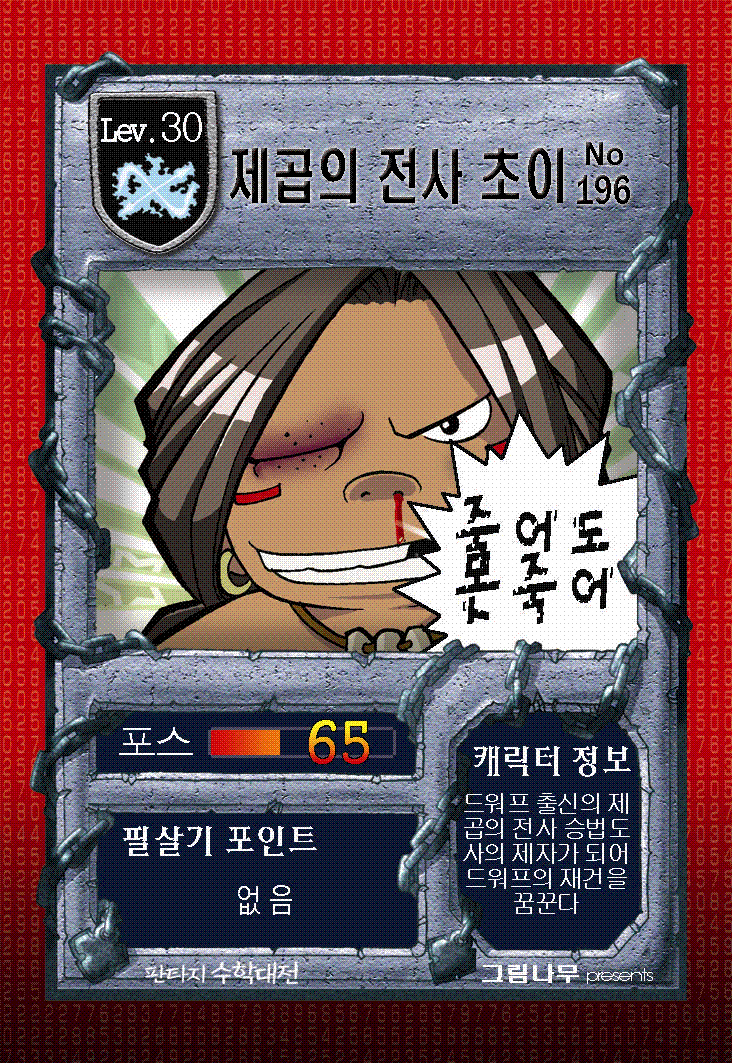 Lev.30
제곱의 전사 초이
No
196
죽어도
못죽어
포스 65
필살기 포인트
없음
캐릭터 정보
드워프 출신의 제
곱의 전사 승법도
사의 제자가 되어
드워프의 재건을
꿈꾼다
판타지 수학대전
그림나무 presents